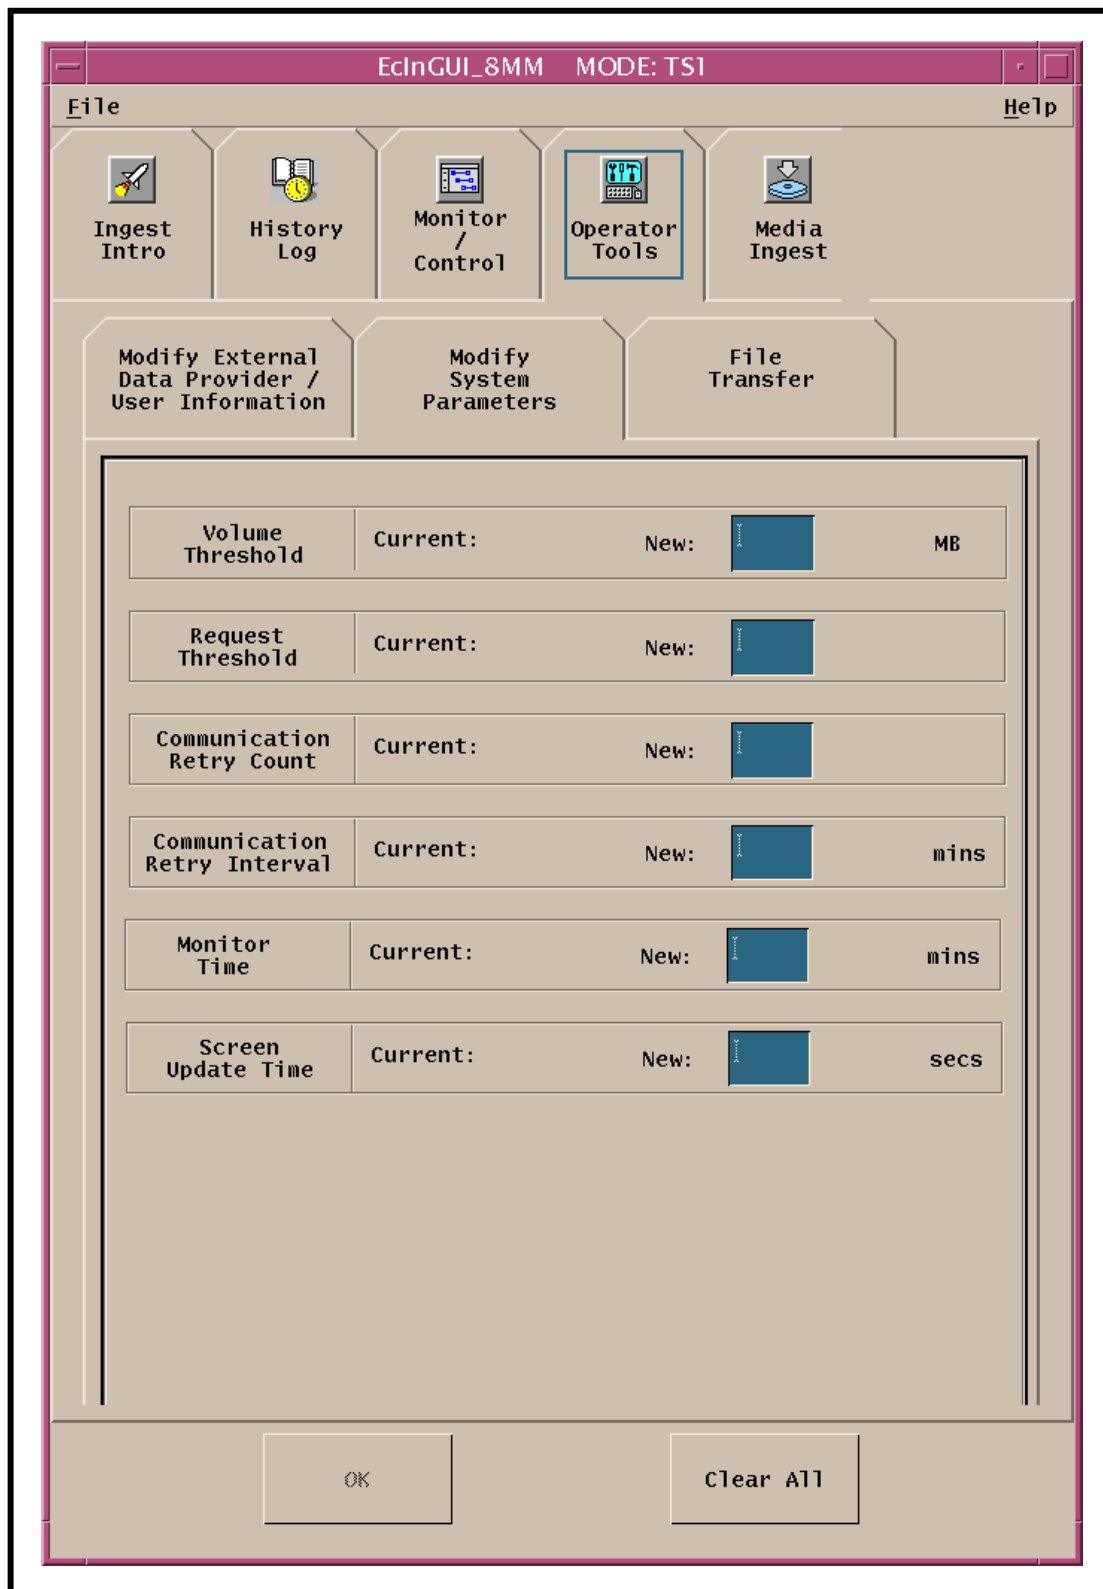 EcInGUI_8MM MODE: TS1
File Help
Ingest
Intro
History
Log
Monitor
/
Control
Operator
Tools
Media
Ingest
Modify External
Data Provider /
User Information
Modify
System
Parameters
File
Transfer
Volume
Threshold
Current: New: MB
Request
Threshold
Current: New:
Communication
Retry Count
Current: New:
Communication
Retry Interval
Current: New: mins
Monitor
Time
Current: New: mins
Screen
Update Time
Current: New: secs
OK
Clear All